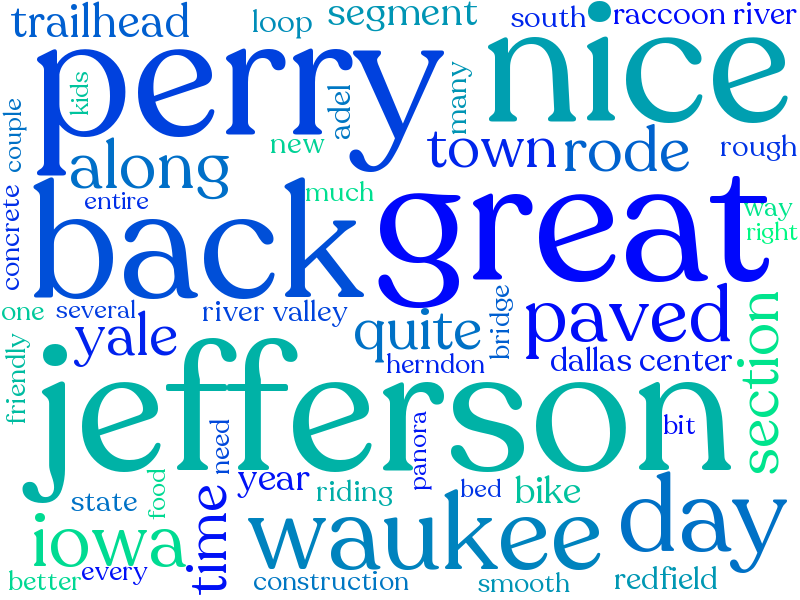 trailhead
loop
segment
south
raccoon river
perry
nice
kids
adel
many
couple
new
along
town
rode
rough
concrete
entire
back
much
great
way
right
one
several
river valley
bridge
paved
section
friendly
yale
quite
herndon
dallas center
jefferson
bit
need
panora
food
year
riding
bed
bike
state
time
iowa
waukee
day
better
every
construction
smooth
redfield